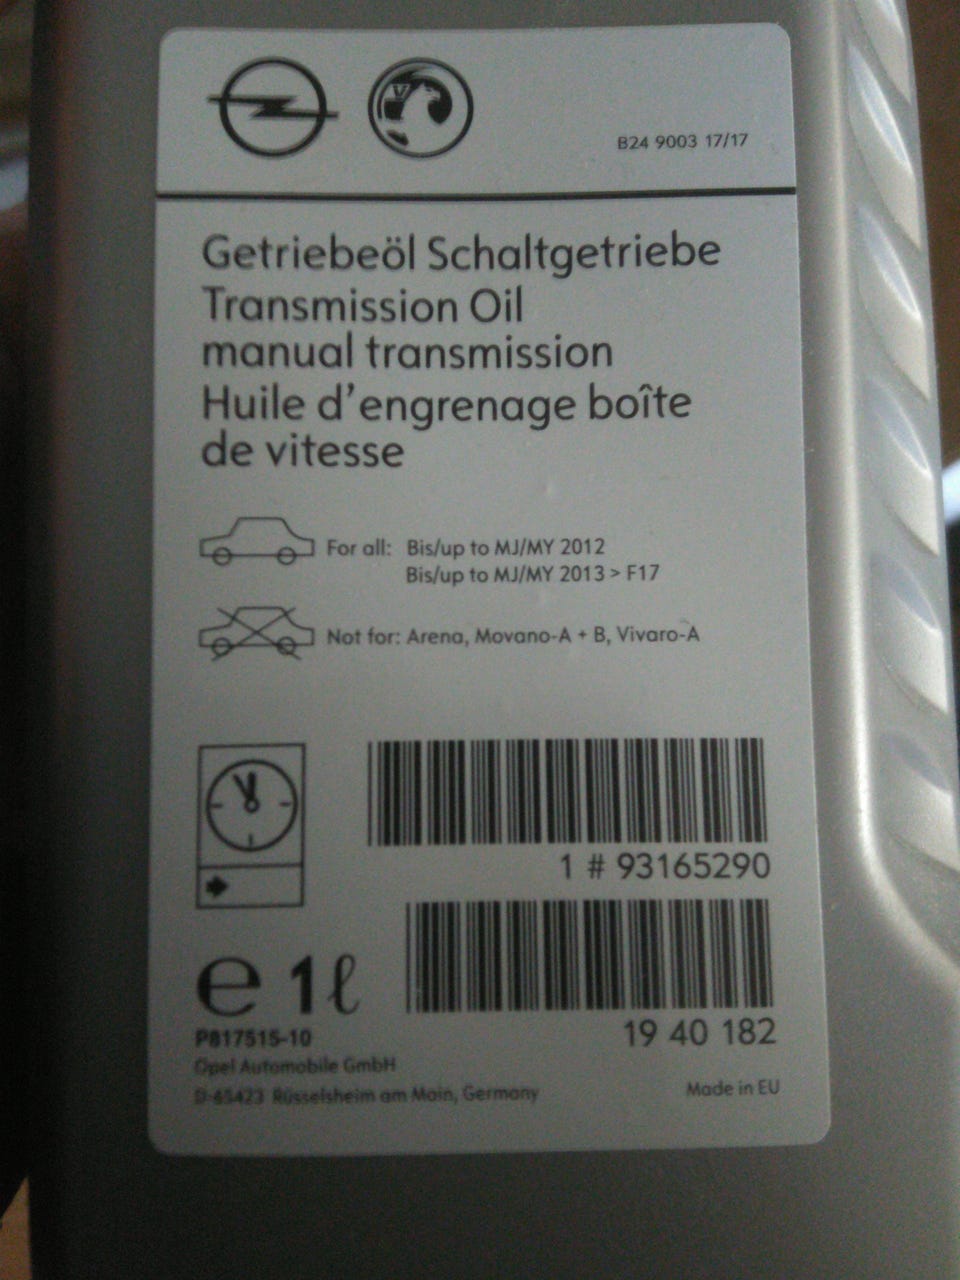 B24 9003 17/17
Getriebeöl Schaltgetriebe
Transmission Oil
manual transmission
Huile d'engrenage boîte
de vitesse
For all: Bis/up to MJ/MY 2012
Bis/up to MJ/MY 2013 > F17
Not for: Arena, Movano-A + B, Vivaro-A
1 # 93165290
e 1ℓ
19 40 182
P817515-10
Opel Automobile GmbH
D-65423 Rüsselsheim am Main, Germany
Made in EU